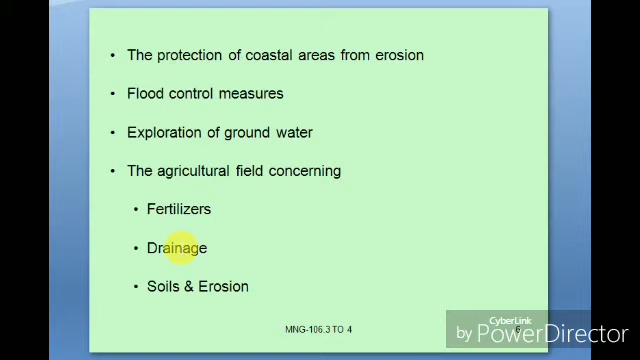 • The protection of coastal areas from erosion
• Flood control measures
• Exploration of ground water
• The agricultural field concerning
• Fertilizers
• Drainage
• Soils & Erosion
MNG-106.3 TO 4
6
CyberLink
by PowerDirector